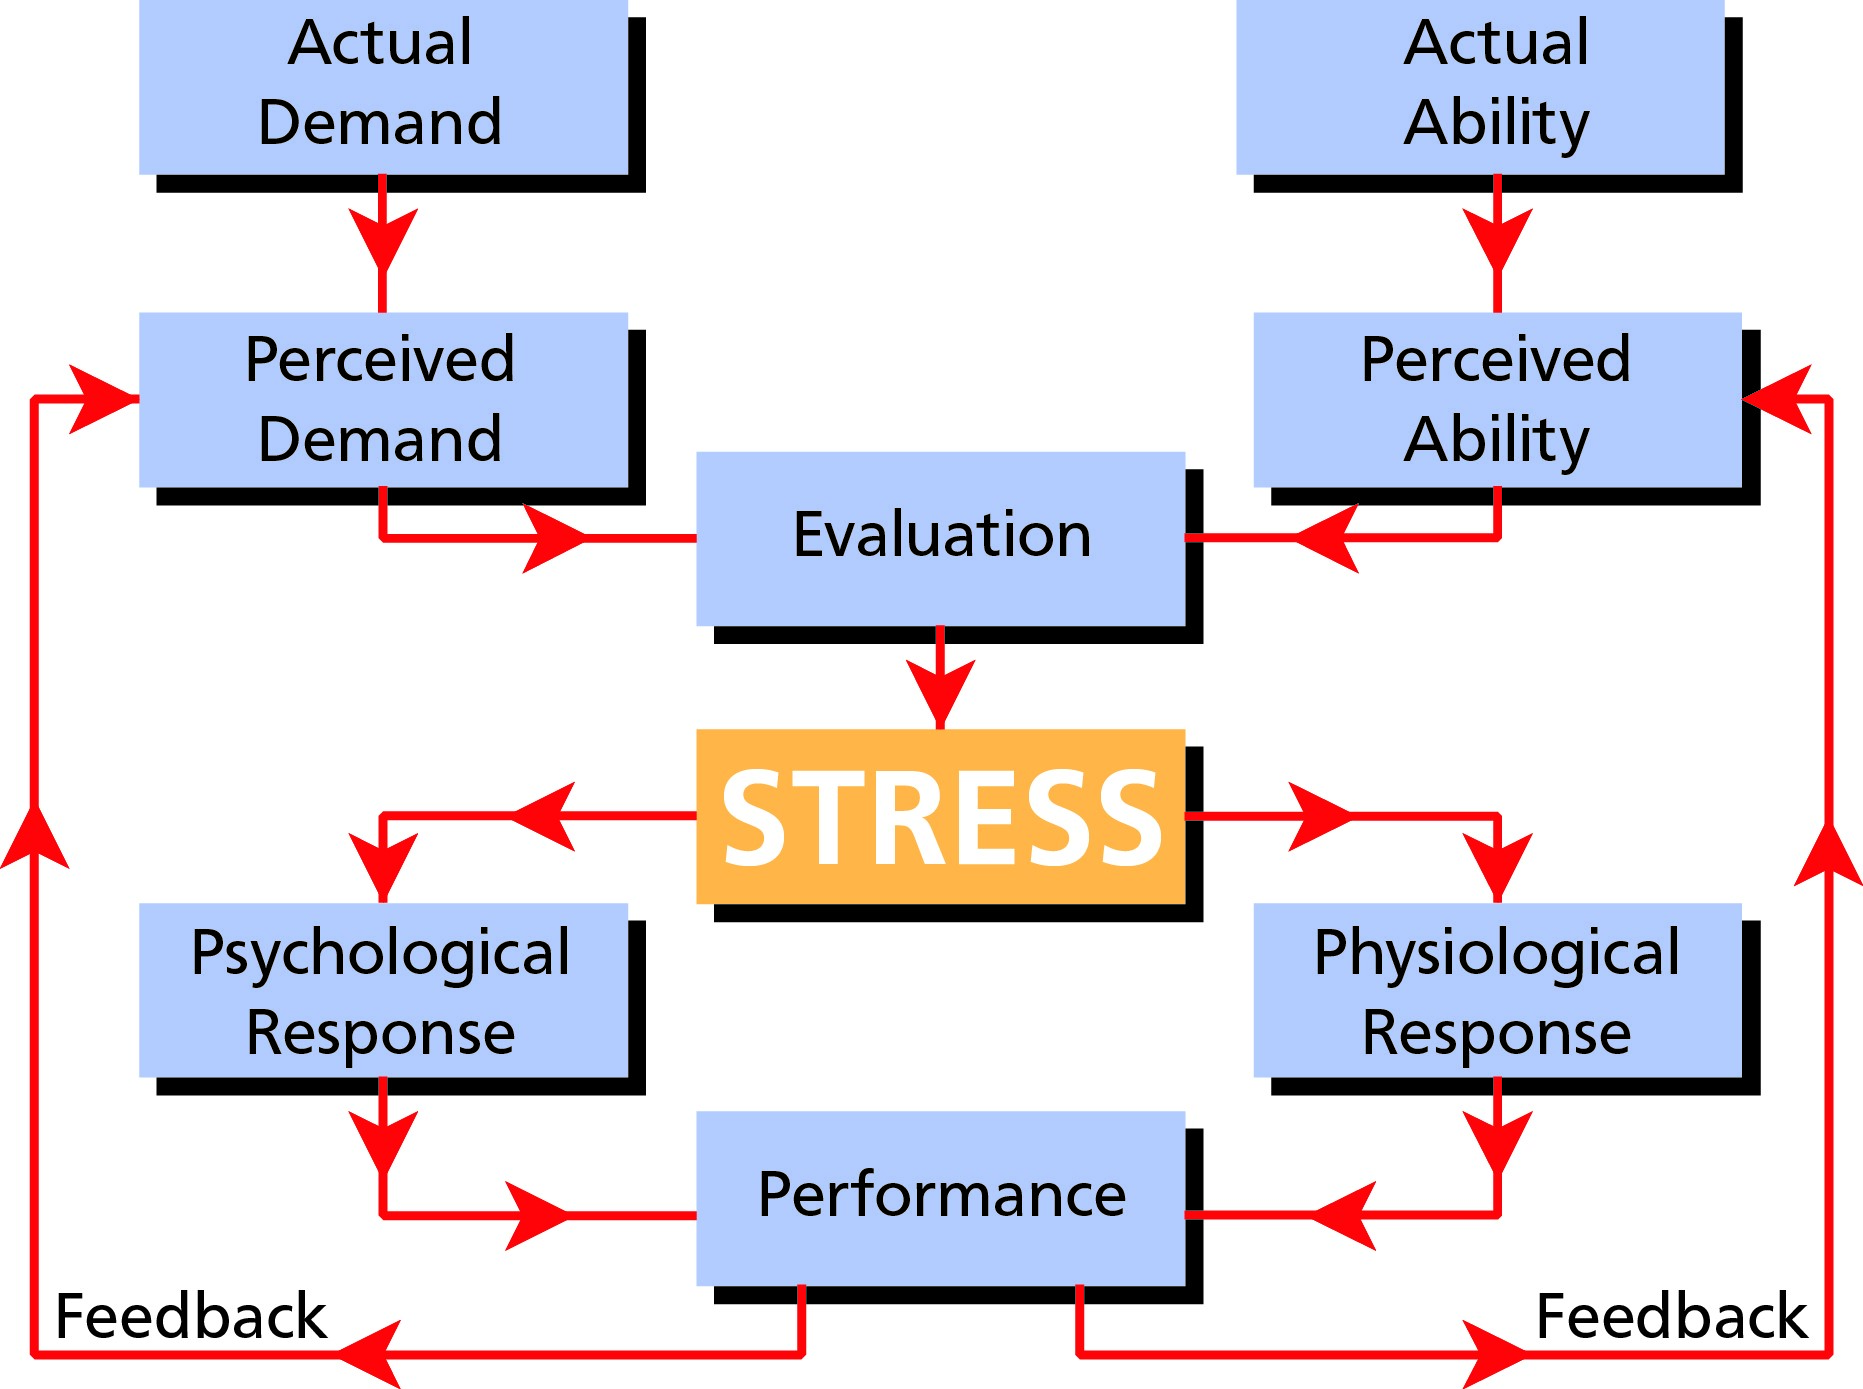 Actual
Demand
Actual
Ability
Perceived
Demand
Perceived
Ability
Evaluation
STRESS
Psychological
Response
Physiological
Response
Performance
Feedback
Feedback